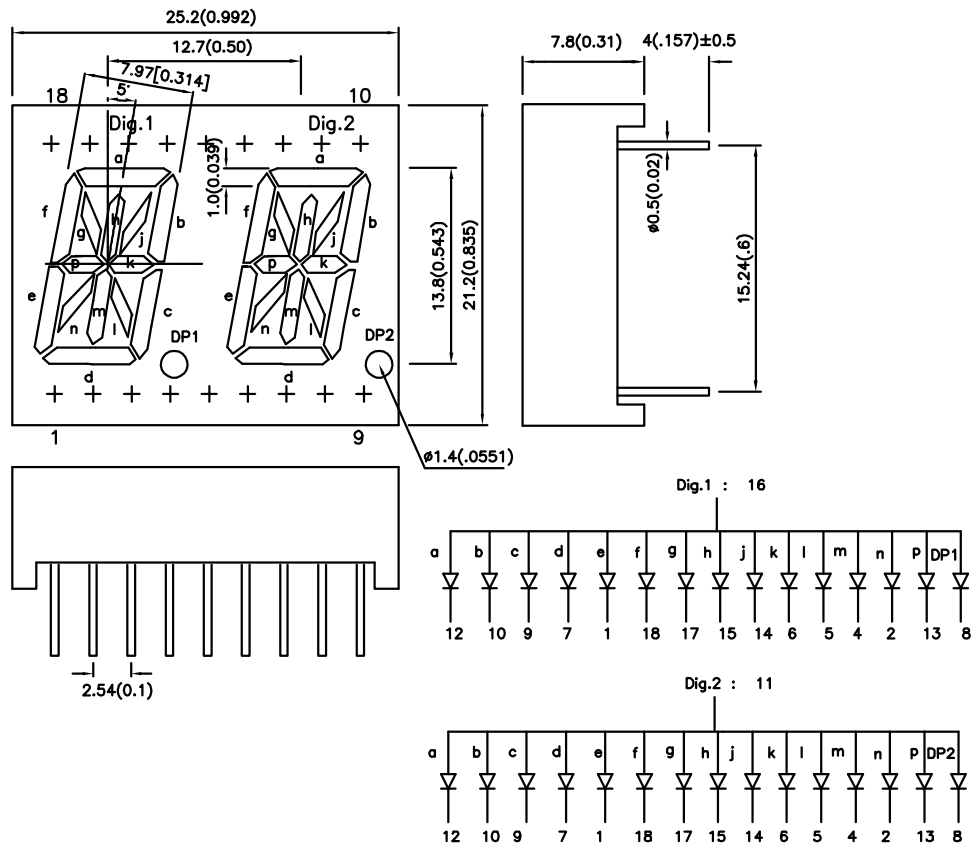 25.2(0.992)
12.7(0.50)
7.97[0.314]
5°
18
10
Dig.1
Dig.2
a
a
1.0(0.039)
f
b
g
h
j
p
k
e
c
n
m
l
d
DP1
f
b
g
h
j
p
k
e
c
n
m
l
d
DP2
13.8(0.543)
21.2(0.835)
1
9
ø1.4(.0551)
7.8(0.31)
4(.157)±0.5
ø0.5(0.02)
15.24(.6)
2.54(0.1)
Dig.1 : 16
a b c d e f g h j k l m n p DP1
12 10 9 7 1 18 17 15 14 6 5 4 2 13 8
Dig.2 : 11
a b c d e f g h j k l m n p DP2
12 10 9 7 1 18 17 15 14 6 5 4 2 13 8